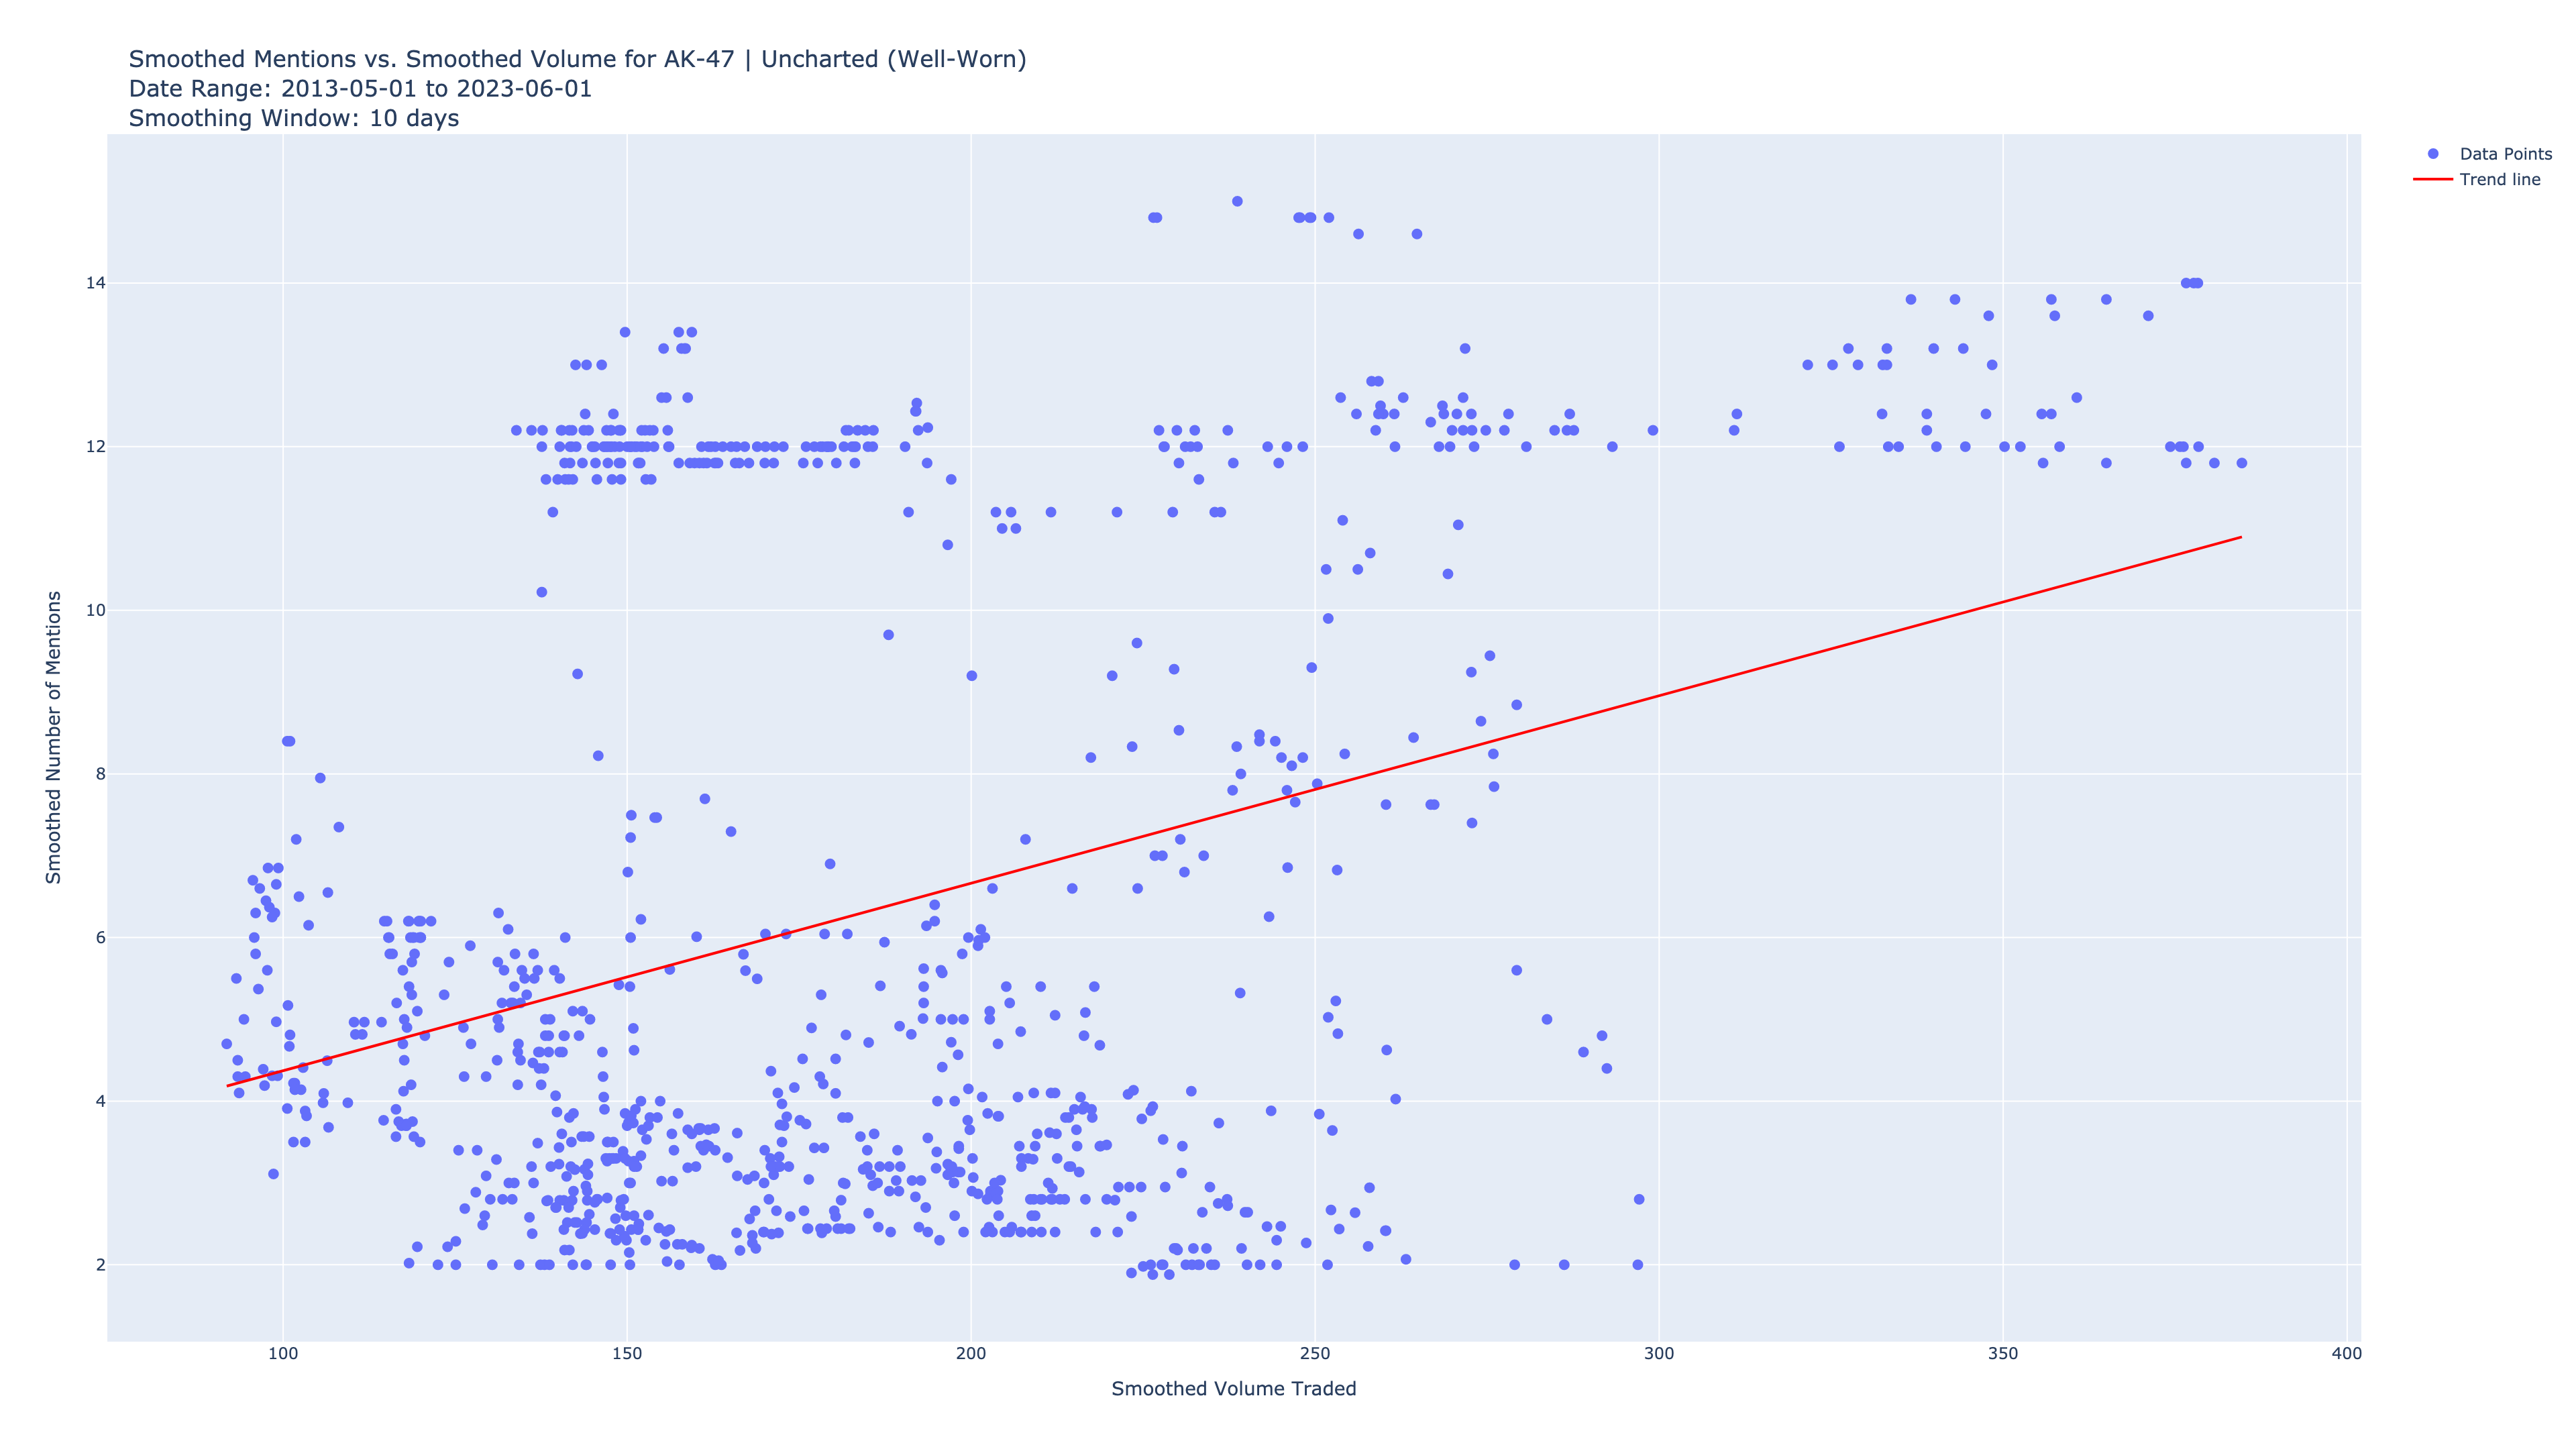 Smoothed Mentions vs. Smoothed Volume for AK-47 | Uncharted (Well-Worn)
Date Range: 2013-05-01 to 2023-06-01
Smoothing Window: 10 days
Data Points
Trend line
Smoothed Number of Mentions
14
12
10
8
6
4
2
100
150
200
250
300
350
400
Smoothed Volume Traded